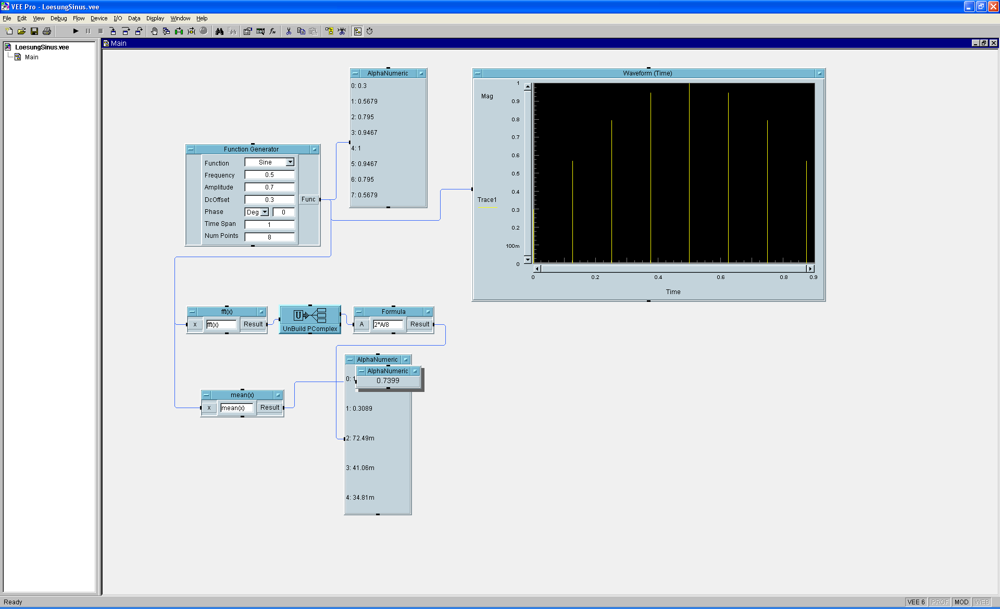 VEE Pro - LoesungSinus.vee
File Edit View Debug Flow Device I/O Data Display Window Help
LoesungSinus.vee
Main
Main
AlphaNumeric
0: 0.3
1: 0.5679
2: 0.795
3: 0.9467
4: 1
5: 0.9467
6: 0.795
7: 0.5679
Waveform (Time)
Mag
Trace1
1
0.9
0.8
0.7
0.6
0.5
0.4
0.3
0.2
100m
0
0 0.2 0.4 0.6 0.8 0.9
Time
Function Generator
Function Sine
Frequency 0.5
Amplitude 0.7
DcOffset 0.3
Phase Deg 0
Time Span 1
Num Points 8
Func
fft(x)
x fft(x) Result
U
UnBuild PComplex
Formula
A 2*A/8 Result
AlphaNumeric
0: 1
AlphaNumeric
0.7399
1: 0.3089
2: 72.49m
3: 41.06m
4: 34.81m
mean(x)
x mean(x) Result
Ready
VEE 6 PROF MOD WEB